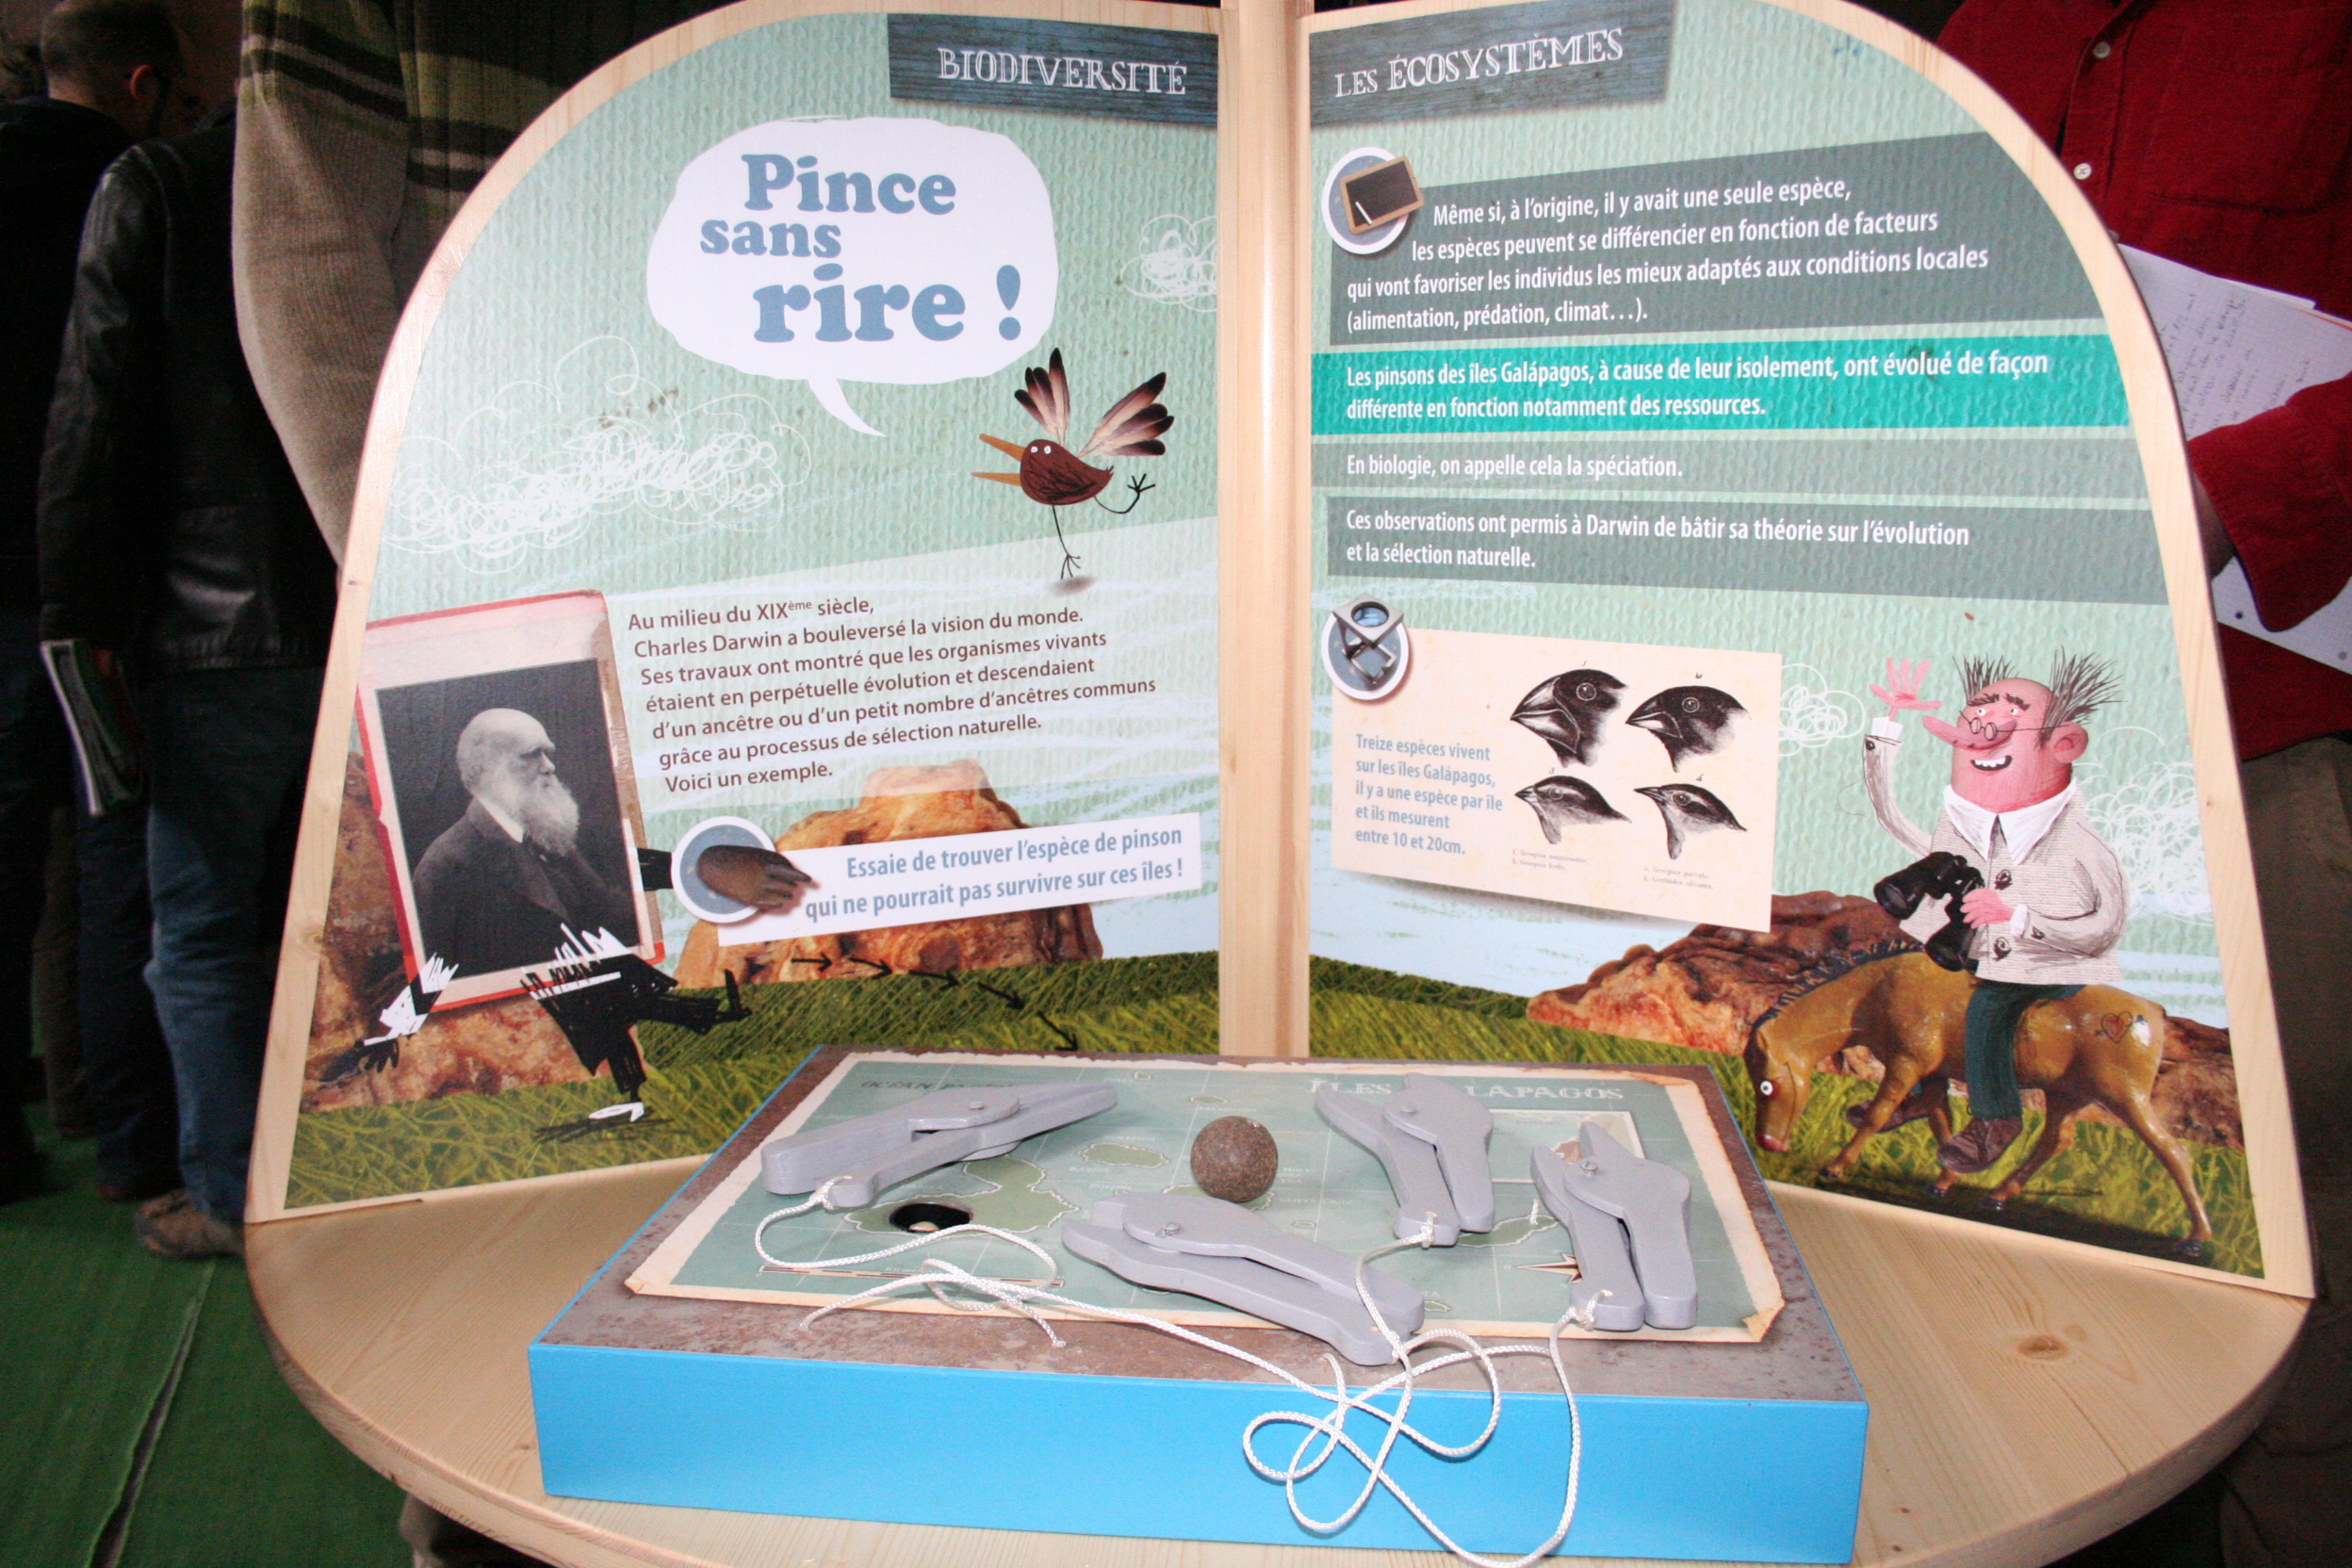 BIODIVERSITÉ
Pince
sans
rire !
Au milieu du XIXème siècle,
Charles Darwin a bouleversé la vision du monde.
Ses travaux ont montré que les organismes vivants
étaient en perpétuelle évolution et descendaient
d'un ancêtre ou d'un petit nombre d'ancêtres communs
grâce au processus de sélection naturelle.
Voici un exemple.
Essaie de trouver l'espèce de pinson
qui ne pourrait pas survivre sur ces îles !
LES ÉCOSYSTÈMES
Même si, à l'origine, il y avait une seule espèce,
les espèces peuvent se différencier en fonction de facteurs
qui vont favoriser les individus les mieux adaptés aux conditions locales
(alimentation, prédation, climat…).
Les pinsons des îles Galápagos, à cause de leur isolement, ont évolué de façon
différente en fonction notamment des ressources.
En biologie, on appelle cela la spéciation.
Ces observations ont permis à Darwin de bâtir sa théorie sur l'évolution
et la sélection naturelle.
Treize espèces vivent
sur les îles Galápagos,
il y a une espèce par île
et ils mesurent
entre 10 et 20cm.
OCÉAN
ÎLES LAPAGOS